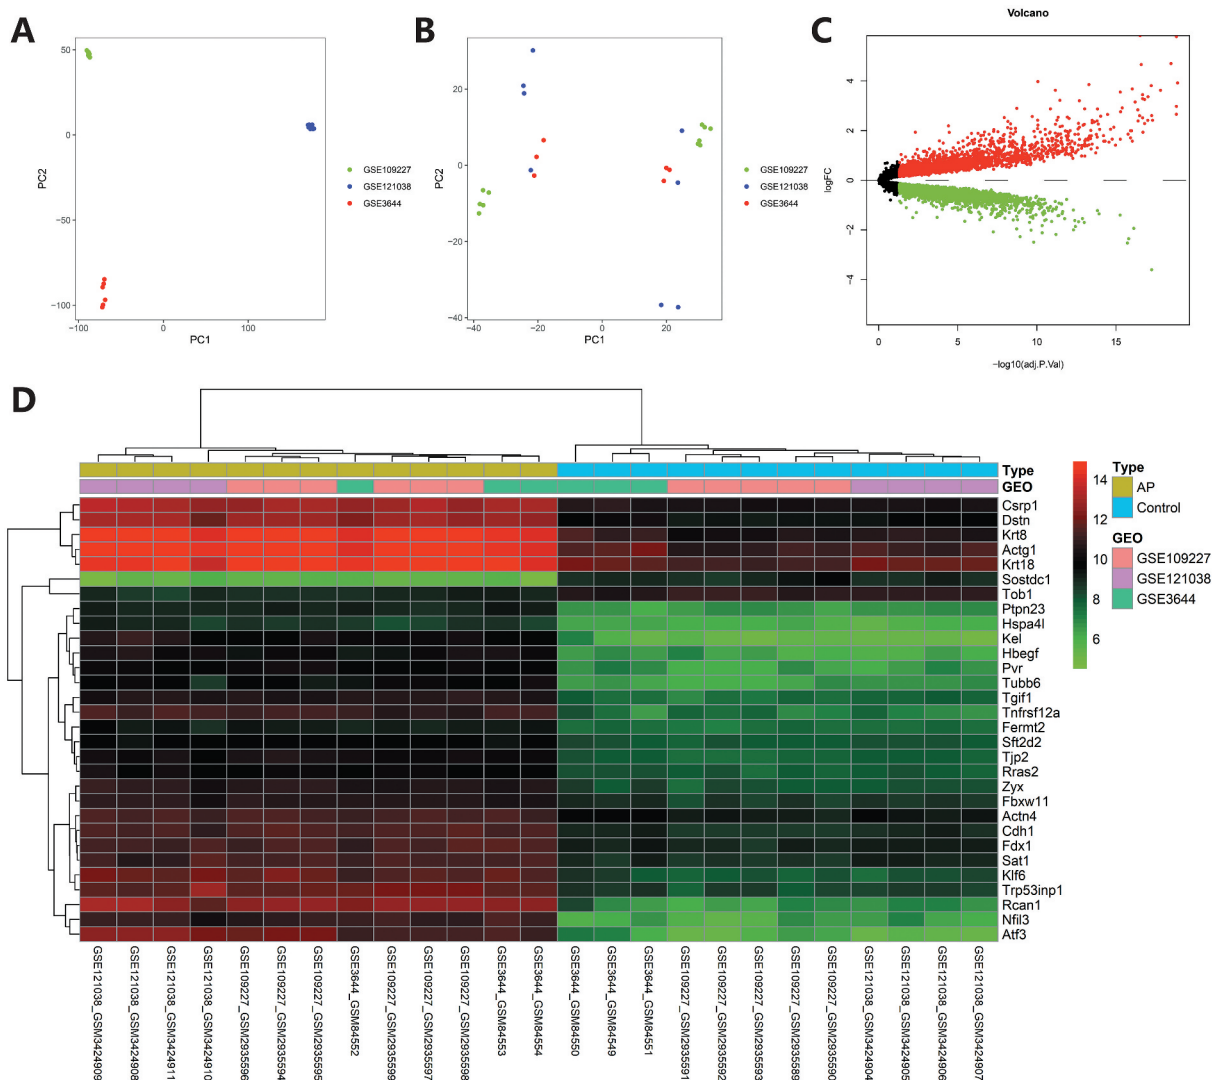 A
PC2
50
0
−50
−100
−100
0
100
PC1
GSE109227
GSE121038
GSE3644
B
PC2
20
0
−20
−40
−40
−20
0
20
PC1
GSE109227
GSE121038
GSE3644
C
Volcano
logFC
4
2
0
−2
−4
0
5
10
15
−log10(adj.P.Val)
D
Type
GEO
Csrp1
Dstn
Krt8
Actg1
Krt18
Sostdc1
Tob1
Ptpn23
Hspa4l
Kel
Hbegf
Pvr
Tubb6
Tgif1
Tnfrsf12a
Fermt2
Sft2d2
Tjp2
Rras2
Zyx
Fbxw11
Actn4
Cdh1
Fdx1
Sat1
Klf6
Trp53inp1
Rcan1
Nfil3
Atf3
14
12
10
8
6
Type
AP
Control
GEO
GSE109227
GSE121038
GSE3644
GSE121038_GSM3424909
GSE121038_GSM3424908
GSE121038_GSM3424911
GSE121038_GSM3424910
GSE109227_GSM2935596
GSE109227_GSM2935594
GSE109227_GSM2935595
GSE3644_GSM84552
GSE109227_GSM2935599
GSE109227_GSM2935597
GSE109227_GSM2935598
GSE3644_GSM84553
GSE3644_GSM84554
GSE3644_GSM84550
GSE3644_GSM84549
GSE3644_GSM84551
GSE109227_GSM2935591
GSE109227_GSM2935592
GSE109227_GSM2935593
GSE109227_GSM2935589
GSE109227_GSM2935590
GSE121038_GSM3424904
GSE121038_GSM3424905
GSE121038_GSM3424906
GSE121038_GSM3424907